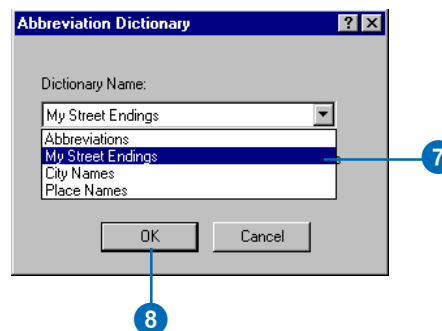 Abbreviation Dictionary
Dictionary Name:
My Street Endings
Abbreviations
My Street Endings
City Names
Place Names
7
OK Cancel
8